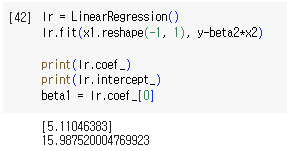 [42] lr = LinearRegression()
lr.fit(x1.reshape(-1, 1), y-beta2*x2)
print(lr.coef_)
print(lr.intercept_)
beta1 = lr.coef_[0]
[5.11046383]
15.987520004769923